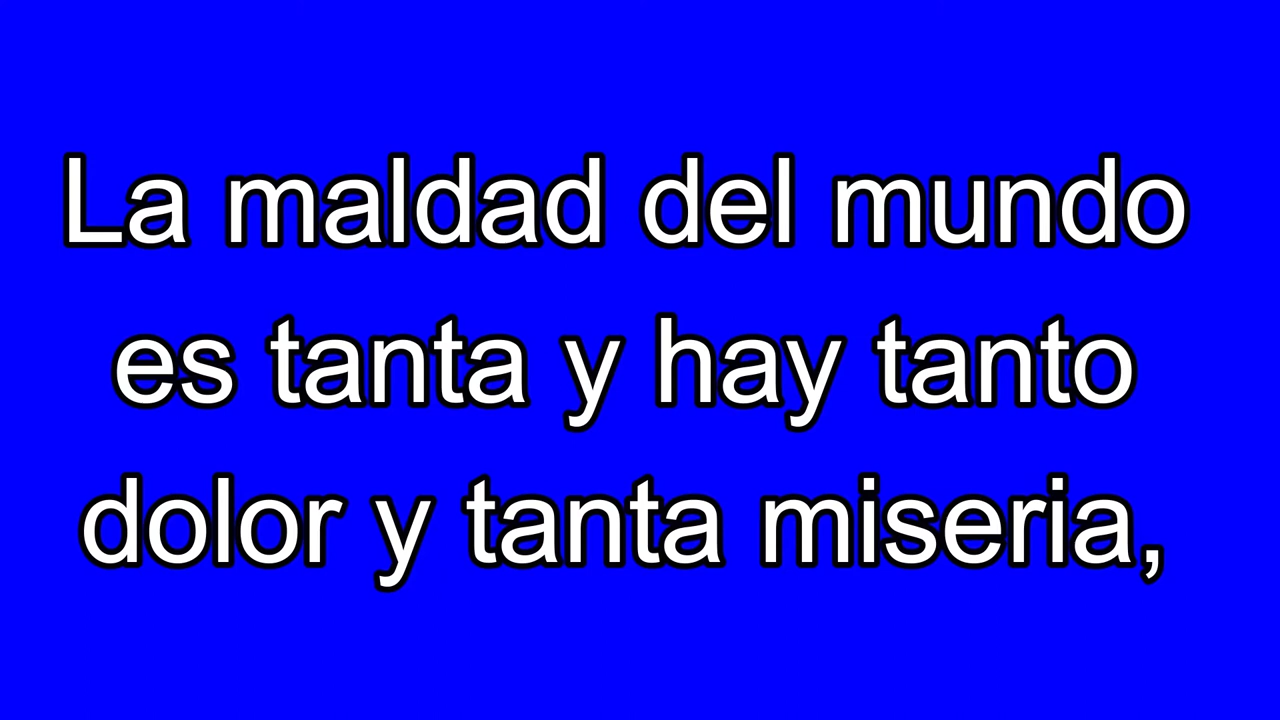 La maldad del mundo
es tanta y hay tanto
dolor y tanta miseria,